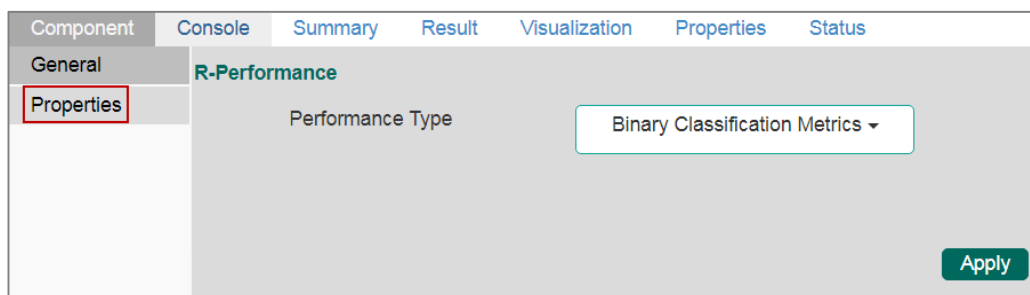 Component Console Summary Result Visualization Properties Status
General
R-Performance
Properties
Performance Type
Binary Classification Metrics
Apply